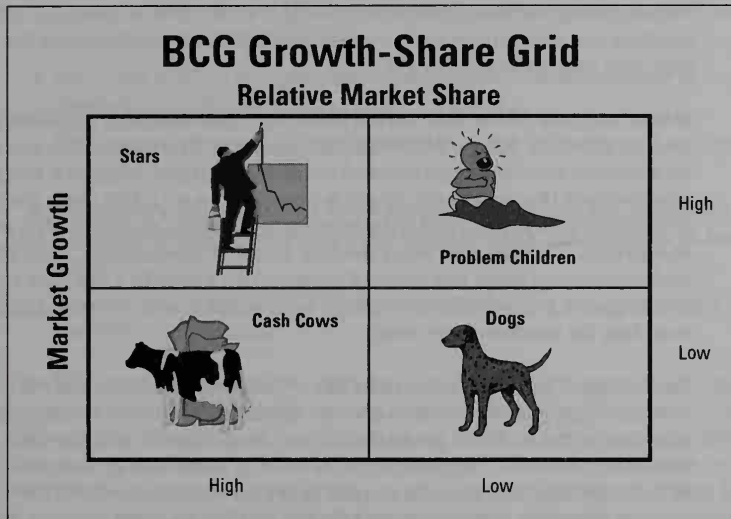 BCG Growth-Share Grid
Relative Market Share
Market Growth
Stars
Problem Children
High
Cash Cows
Dogs
Low
High
Low